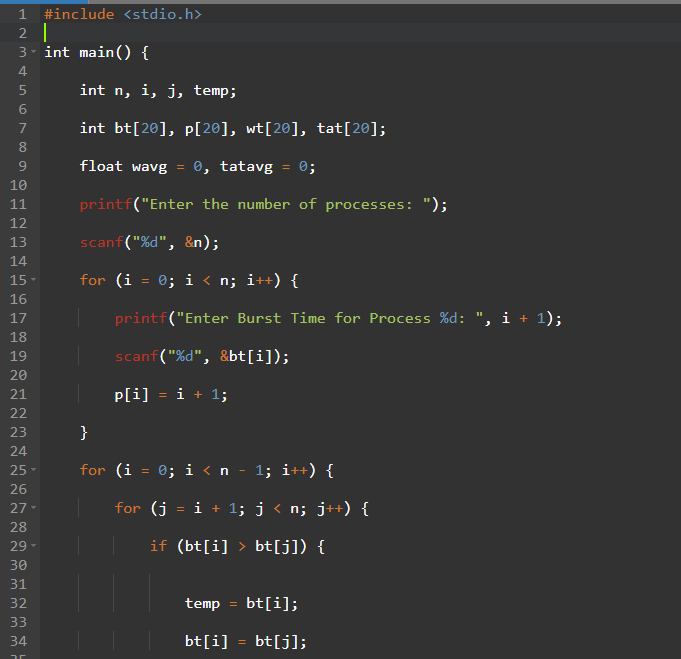 1 #include <stdio.h>
2
3 int main() {
4
5 int n, i, j, temp;
6
7 int bt[20], p[20], wt[20], tat[20];
8
9 float wavg = 0, tatavg = 0;
10
11 printf("Enter the number of processes: ");
12
13 scanf("%d", &n);
14
15 for (i = 0; i < n; i++) {
16
17 printf("Enter Burst Time for Process %d: ", i + 1);
18
19 scanf("%d", &bt[i]);
20
21 p[i] = i + 1;
22
23 }
24
25 for (i = 0; i < n - 1; i++) {
26
27 for (j = i + 1; j < n; j++) {
28
29 if (bt[i] > bt[j]) {
30
31
32 temp = bt[i];
33
34 bt[i] = bt[j];
35